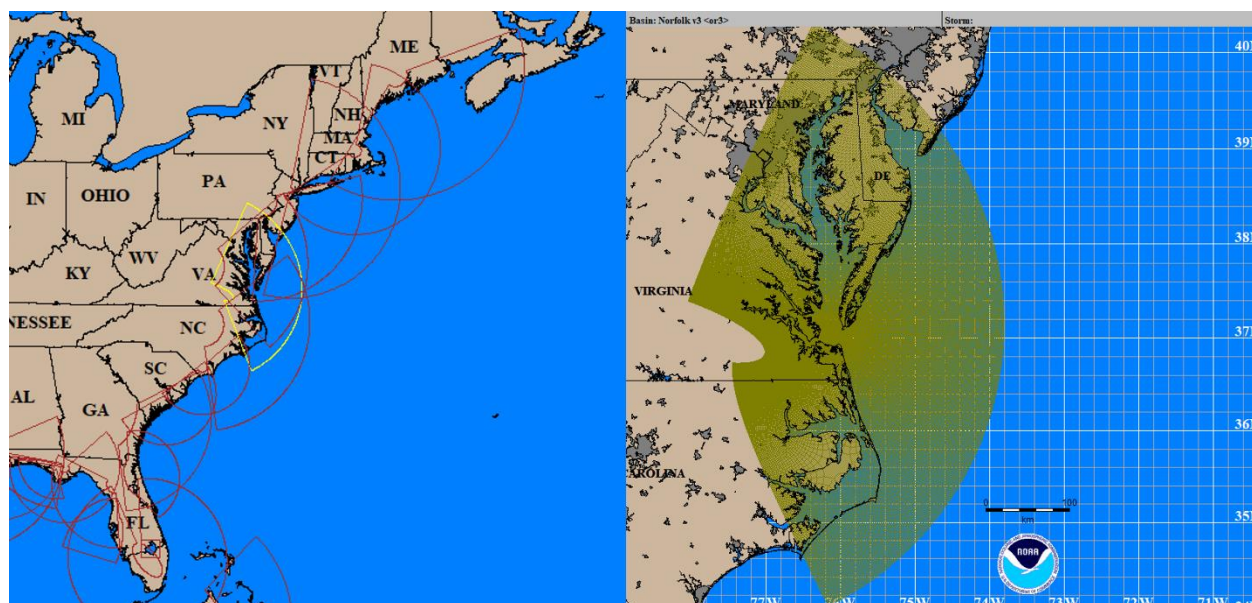 ME
VT
NH
MI
NY
MA
CT
PA
IN
OHIO
WV
KY
VA
NESSEE
NC
SC
AL
GA
FL
Basin: Norfolk v3 <or3>
Storm:
MARYLAND
DE
VIRGINIA
CAROLINA
39N
38N
37N
36N
35N
0 100
km
NOAA
77W 76W 75W 74W 73W 72W 71W